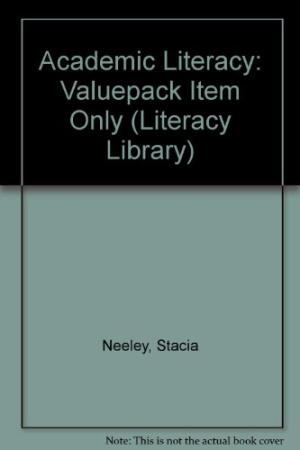 Academic Literacy:
Valuepack Item
Only (Literacy
Library)
Neeley, Stacia
Note: This is not the actual book cover